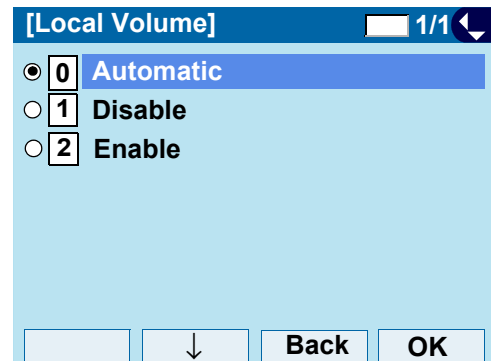 [Local Volume] 1/1
0 Automatic
1 Disable
2 Enable
↓ Back OK